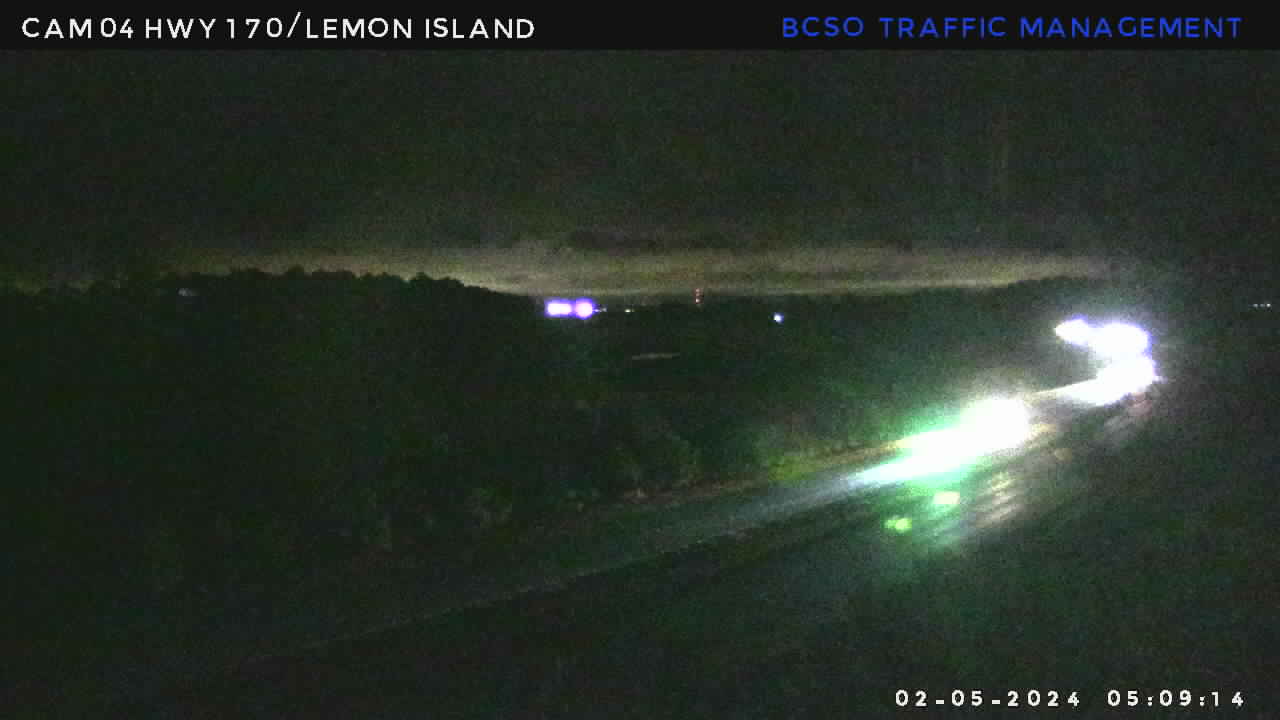 CAM04 HWY 170/LEMON ISLAND
BCSO TRAFFIC MANAGEMENT
02-05-2024 05:09:14